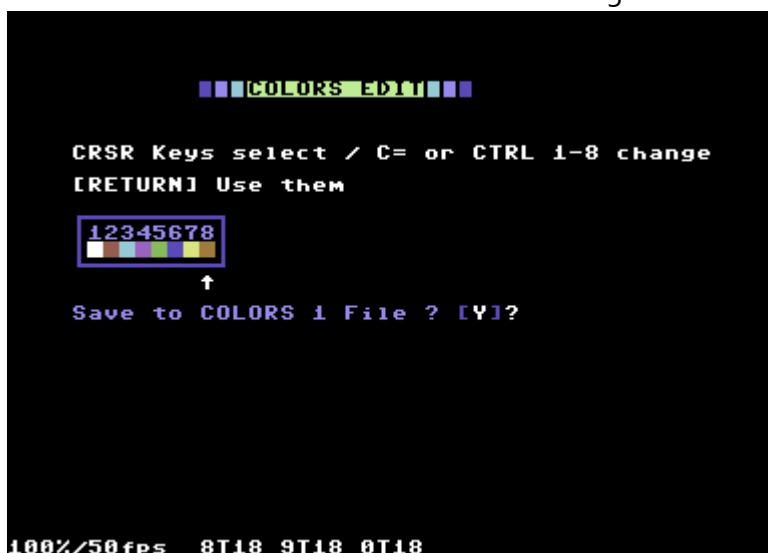 COLORS EDIT
CRSR Keys select / C= or CTRL 1-8 change
[RETURN] Use them
12345678
Save to COLORS 1 File ? [Y]?
100%/50fps 8T18 9T18 0T18